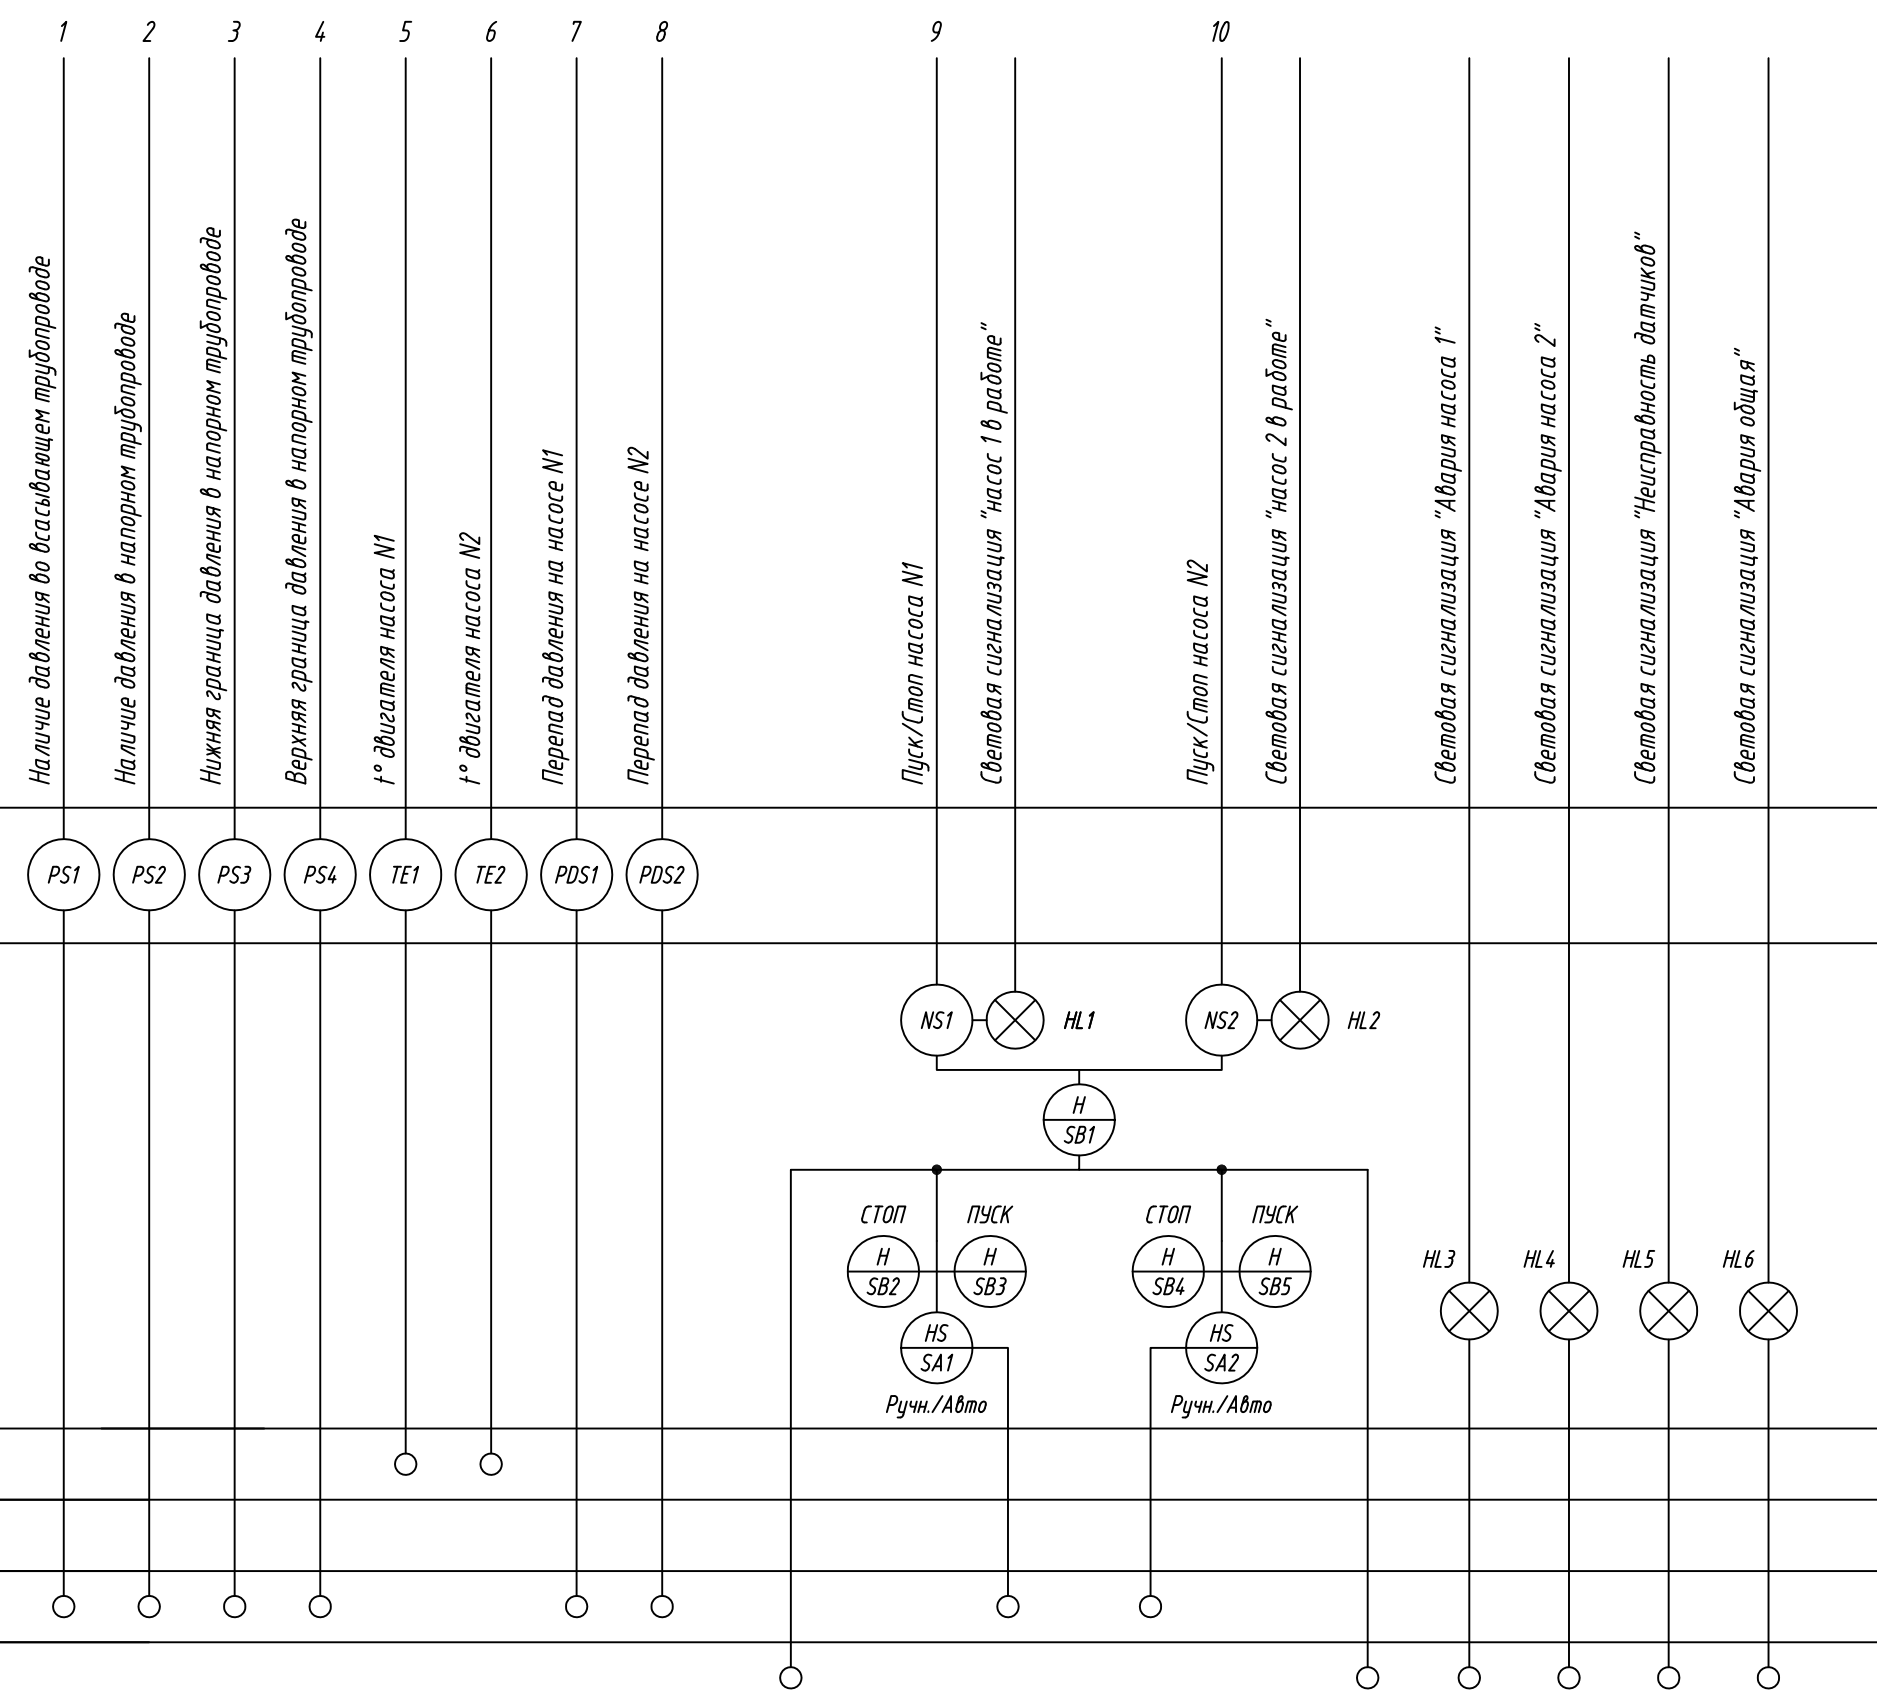 1 2 3 4 5 6 7 8 9 10
Наличие давления во всасывающем трубопроводе
Наличие давления в напорном трубопроводе
Нижняя граница давления в напорном трубопроводе
Верхняя граница давления в напорном трубопроводе
t° двигателя насоса N1
t° двигателя насоса N2
Перепад давления на насосе N1
Перепад давления на насосе N2
Пуск/Стоп насоса N1
Световая сигнализация "насос 1 в работе"
Пуск/Стоп насоса N2
Световая сигнализация "насос 2 в работе"
Световая сигнализация "Авария насоса 1"
Световая сигнализация "Авария насоса 2"
Световая сигнализация "Неисправность датчиков"
Световая сигнализация "Авария общая"
PS1 PS2 PS3 PS4 TE1 TE2 PDS1 PDS2
NS1 HL1 NS2 HL2
H
SB1
СТОП ПУСК СТОП ПУСК
H H H H
SB2 SB3 SB4 SB5
HL3 HL4 HL5 HL6
HS HS
SA1 SA2
Ручн./Авто Ручн./Авто